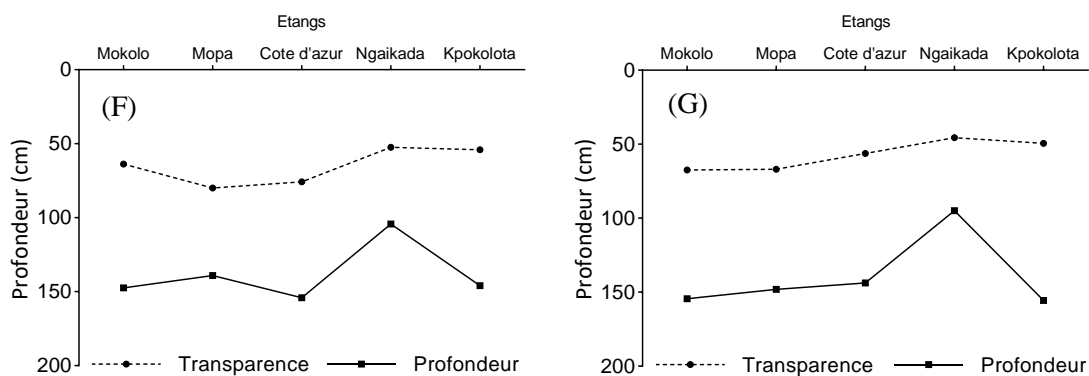 Etangs
Mokolo Mopa Cote d'azur Ngaikada Kpokolota
0
50
100
150
200
Profondeur (cm)
(F)
Transparence Profondeur
Etangs
Mokolo Mopa Cote d'azur Ngaikada Kpokolota
0
50
100
150
200
Profondeur (cm)
(G)
Transparence Profondeur